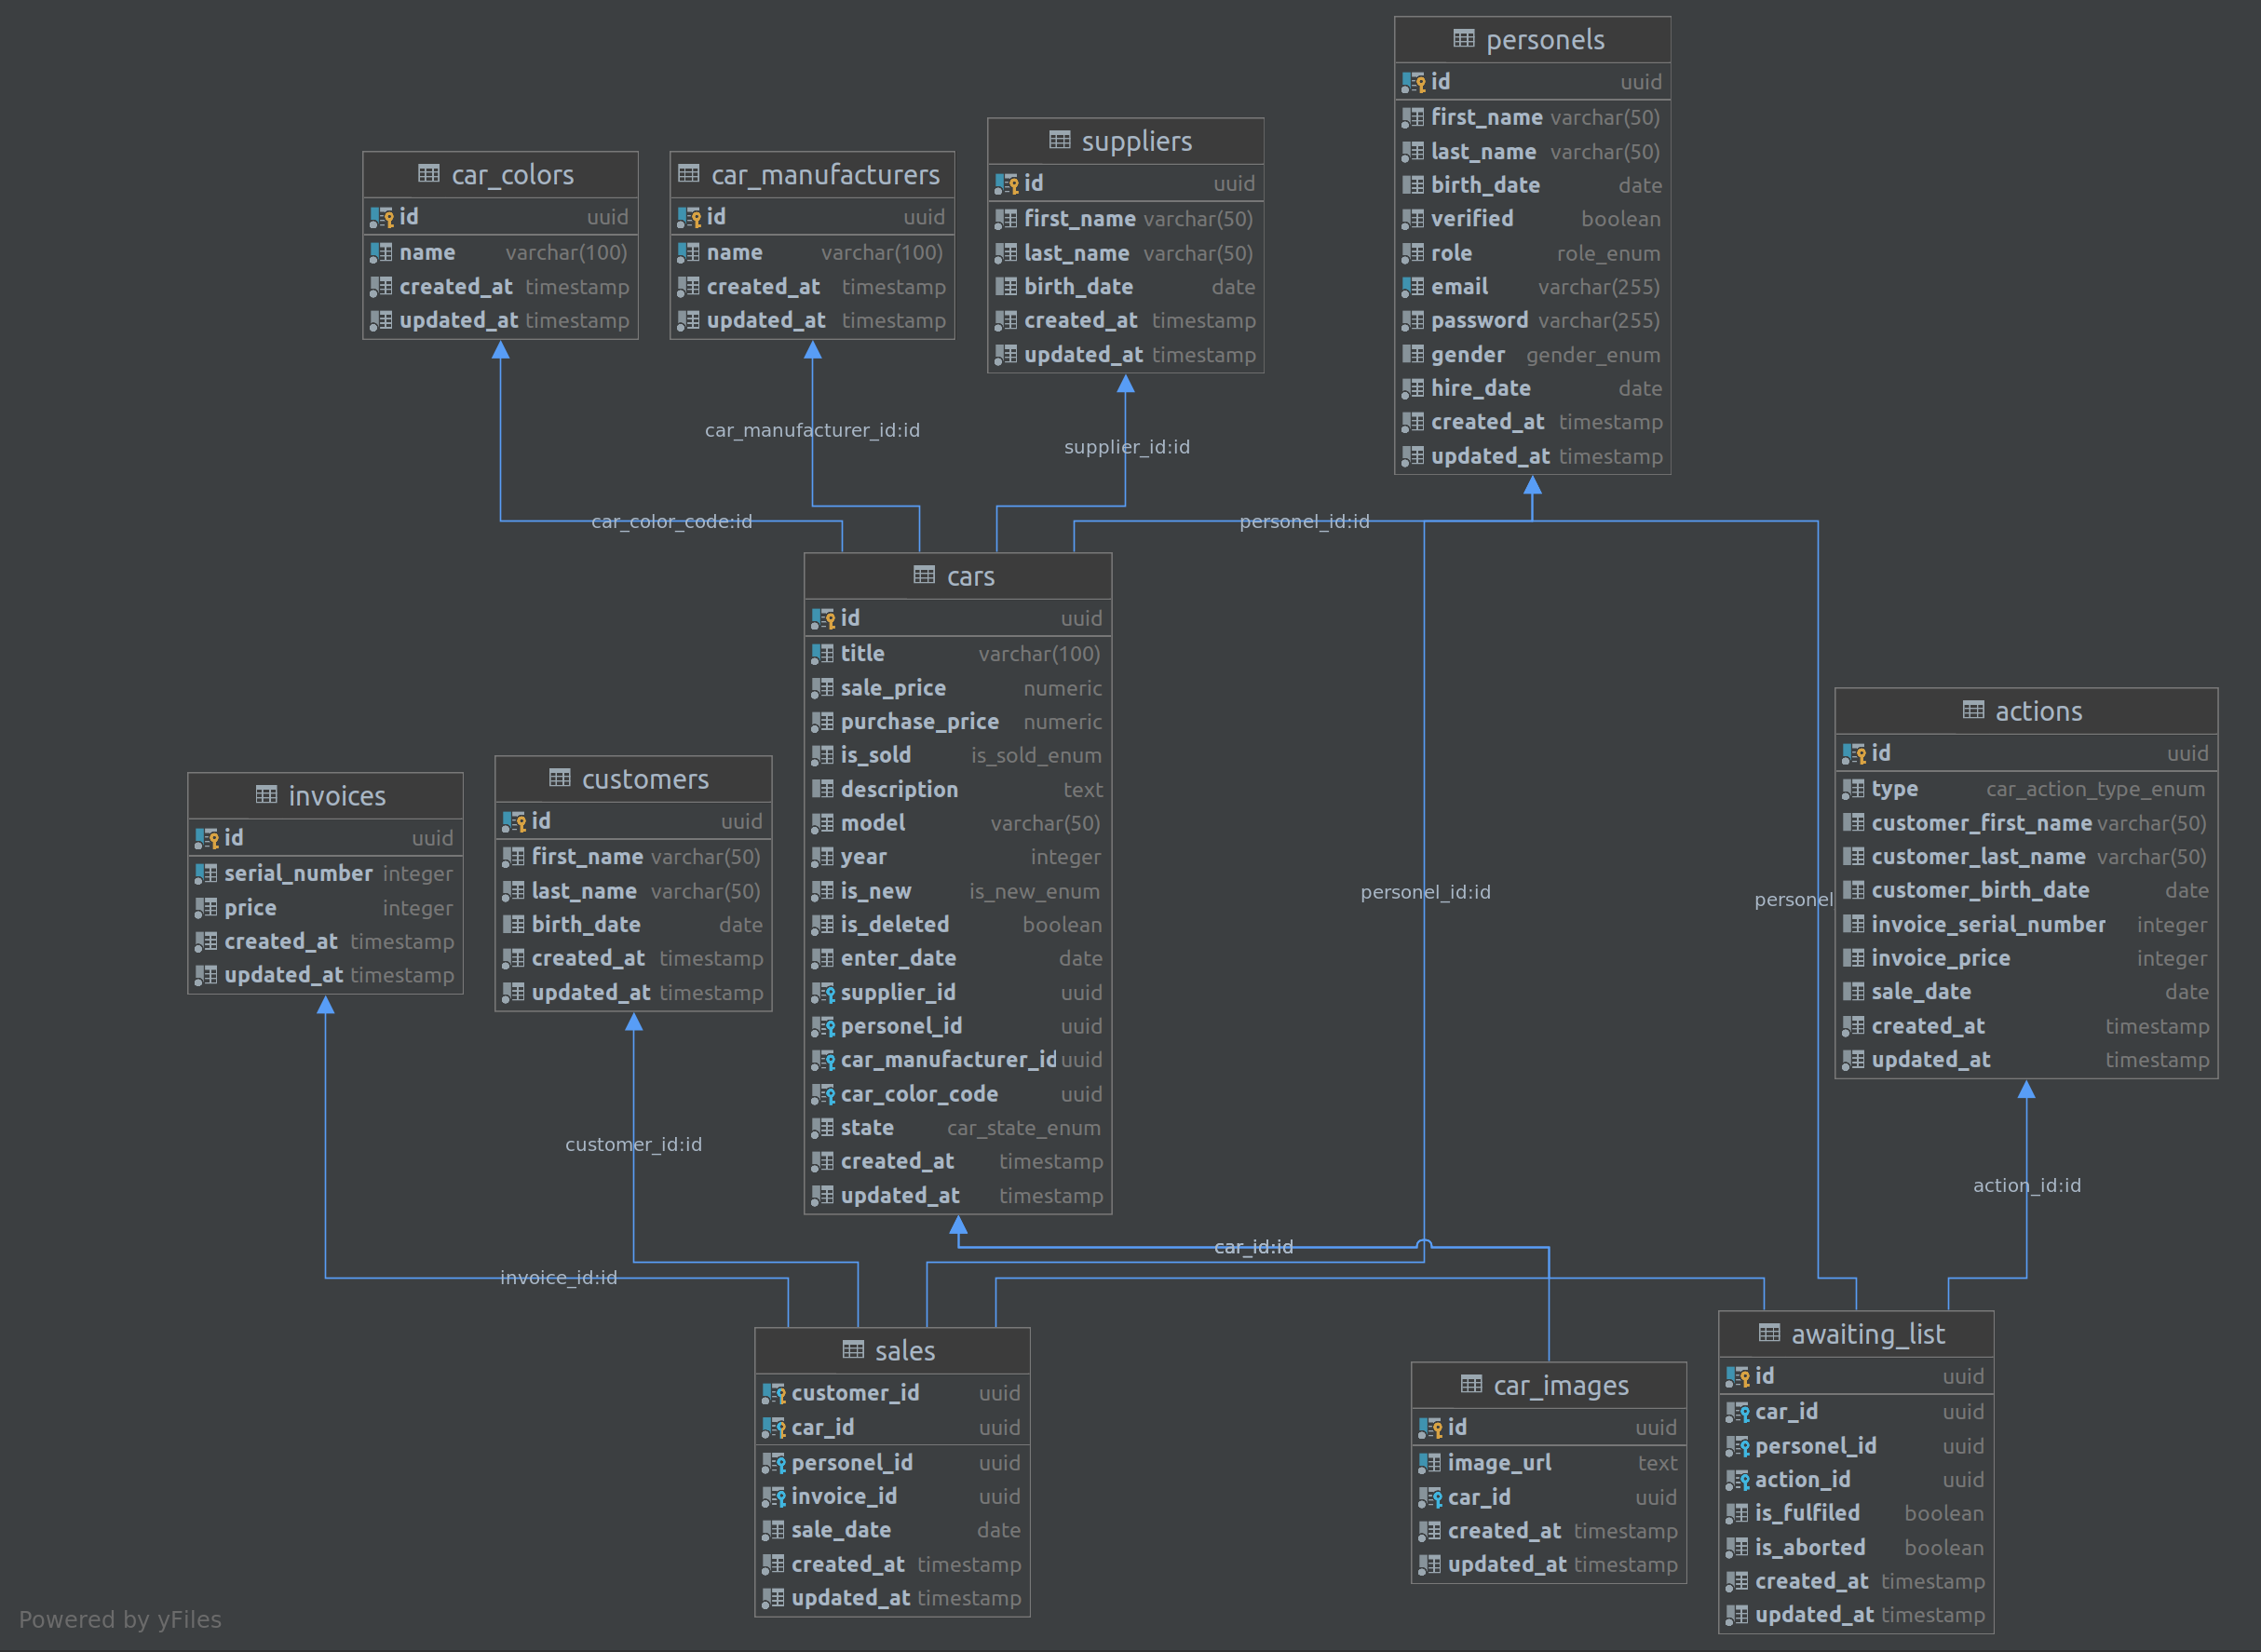 personels
id uuid
first_name varchar(50)
last_name varchar(50)
birth_date date
verified boolean
role role_enum
email varchar(255)
password varchar(255)
gender gender_enum
hire_date date
created_at timestamp
updated_at timestamp
suppliers
id uuid
first_name varchar(50)
last_name varchar(50)
birth_date date
created_at timestamp
updated_at timestamp
car_colors
id uuid
name varchar(100)
created_at timestamp
updated_at timestamp
car_manufacturers
id uuid
name varchar(100)
created_at timestamp
updated_at timestamp
car_manufacturer_id:id
supplier_id:id
car_color_code:id
personel_id:id
cars
id uuid
title varchar(100)
sale_price numeric
purchase_price numeric
is_sold is_sold_enum
description text
model varchar(50)
year integer
is_new is_new_enum
is_deleted boolean
enter_date date
supplier_id uuid
personel_id uuid
car_manufacturer_id uuid
car_color_code uuid
state car_state_enum
created_at timestamp
updated_at timestamp
actions
id uuid
type car_action_type_enum
customer_first_name varchar(50)
customer_last_name varchar(50)
customer_birth_date date
invoice_serial_number integer
invoice_price integer
sale_date date
created_at timestamp
updated_at timestamp
invoices
id uuid
serial_number integer
price integer
created_at timestamp
updated_at timestamp
customers
id uuid
first_name varchar(50)
last_name varchar(50)
birth_date date
created_at timestamp
updated_at timestamp
personel_id:id
personel
customer_id:id
action_id:id
car_id:id
invoice_id:id
sales
customer_id uuid
car_id uuid
personel_id uuid
invoice_id uuid
sale_date date
created_at timestamp
updated_at timestamp
car_images
id uuid
image_url text
car_id uuid
created_at timestamp
updated_at timestamp
awaiting_list
id uuid
car_id uuid
personel_id uuid
action_id uuid
is_fulfiled boolean
is_aborted boolean
created_at timestamp
updated_at timestamp
Powered by yFiles